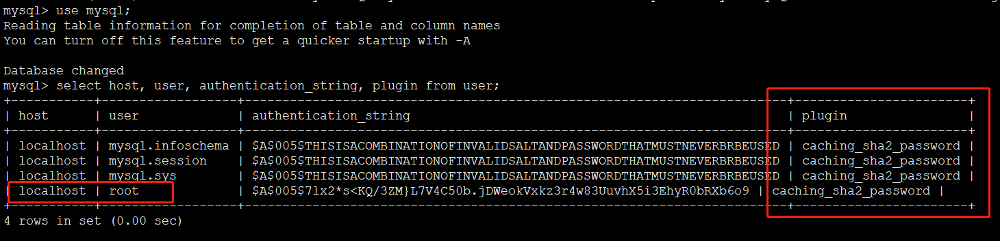 mysql> use mysql;
Reading table information for completion of table and column names
You can turn off this feature to get a quicker startup with -A
Database changed
mysql> select host, user, authentication_string, plugin from user;
+-----------+------------------+------------------------------------------------------------------------+-----------------------+
| host      | user             | authentication_string                                                  | plugin                |
+-----------+------------------+------------------------------------------------------------------------+-----------------------+
| localhost | mysql.infoschema | $A$005$THISISACOMBINATIONOFINVALIDSALTANDPASSWORDTHATMUSTNEVERBRBEUSED | caching_sha2_password |
| localhost | mysql.session    | $A$005$THISISACOMBINATIONOFINVALIDSALTANDPASSWORDTHATMUSTNEVERBRBEUSED | caching_sha2_password |
| localhost | mysql.sys        | $A$005$THISISACOMBINATIONOFINVALIDSALTANDPASSWORDTHATMUSTNEVERBRBEUSED | caching_sha2_password |
| localhost | root             | $A$005$7lx2*s<KQ/3ZM}L7V4C50b.jDWeokVxkz3r4w83UuvhX5i3EhyR0bRXb6o9 | caching_sha2_password |
+-----------+------------------+------------------------------------------------------------------------+-----------------------+
4 rows in set (0.00 sec)